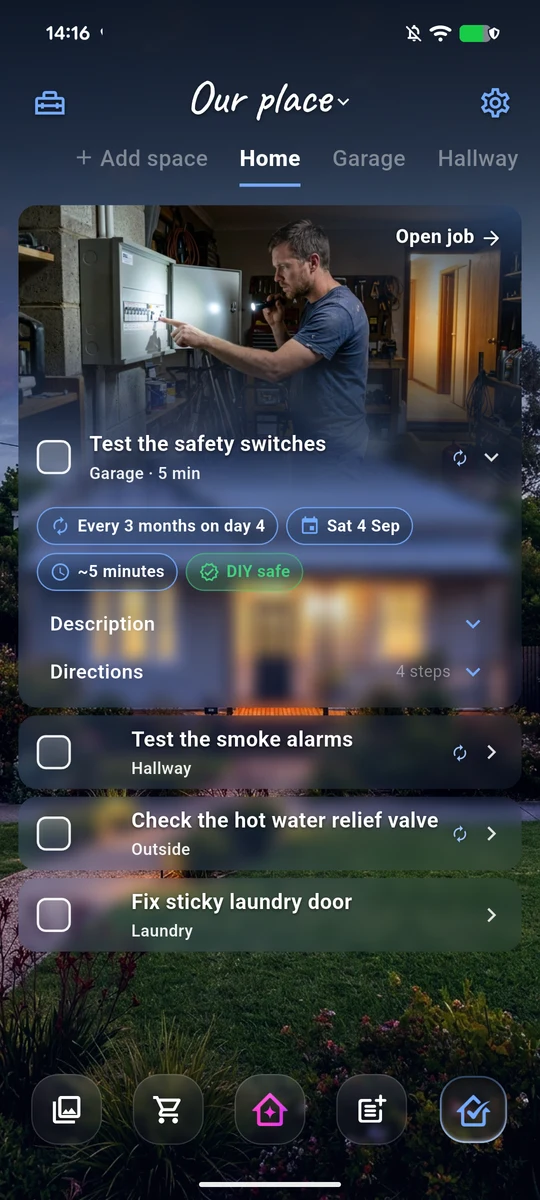 14:16
Our place
+ Add space Home Garage Hallway
Open job →
Test the safety switches
Garage · 5 min
Every 3 months on day 4
Sat 4 Sep
~5 minutes
DIY safe
Description
Directions 4 steps
Test the smoke alarms
Hallway
Check the hot water relief valve
Outside
Fix sticky laundry door
Laundry